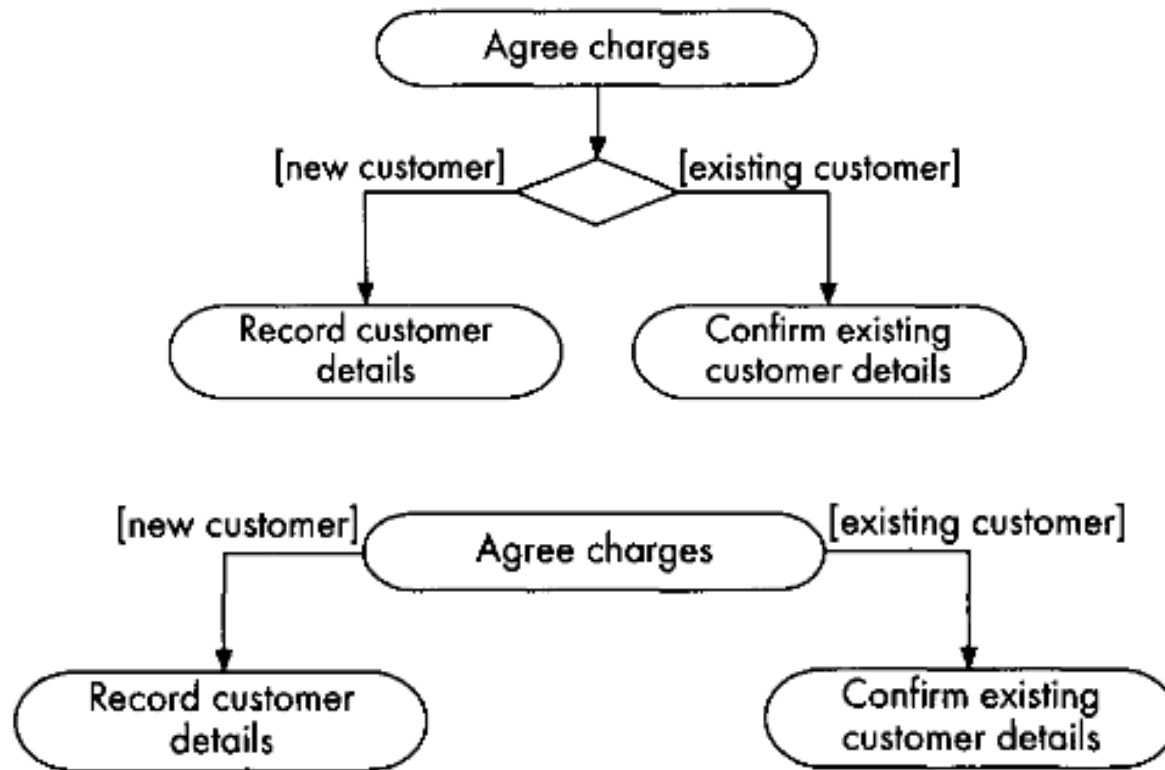 Agree charges
[new customer] [existing customer]
Record customer
details
Confirm existing
customer details
[new customer] Agree charges [existing customer]
Record customer
details
Confirm existing
customer details